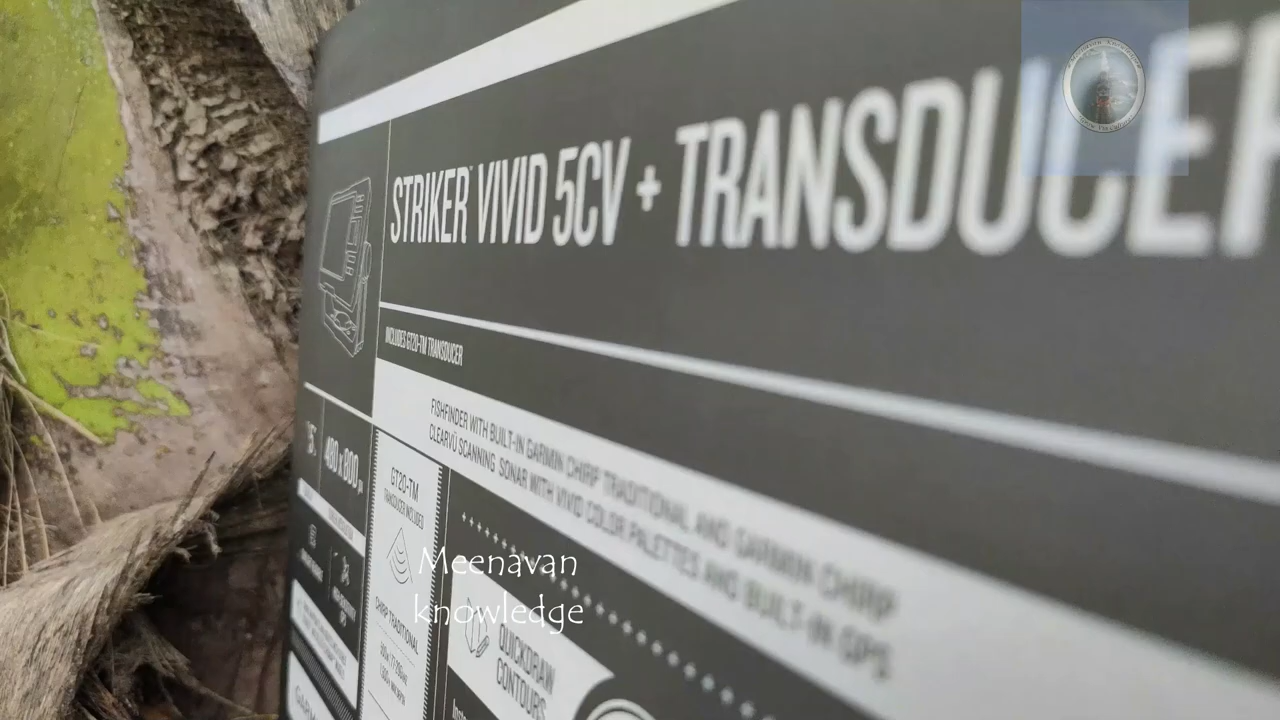 STRIKER™ VIVID 5CV + TRANSDUCER
INCLUDES GT20-TM TRANSDUCER
FISHFINDER WITH BUILT-IN GARMIN CHIRP TRADITIONAL AND GARMIN CHIRP
CLEARVÜ SCANNING SONAR WITH VIVID COLOR PALETTES AND BUILT-IN GPS
5"
480 x 800
GT20-TM
TRANSDUCER INCLUDED
CHIRP TRADITIONAL
QUICKDRAW
CONTOURS
Meenavan
knowledge